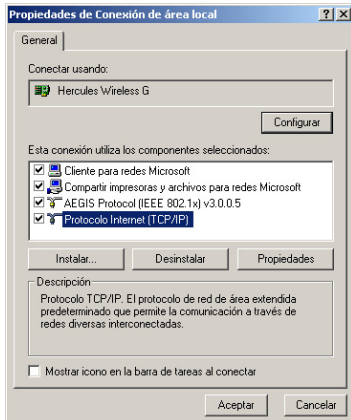 Propiedades de Conexión de área local
General
Conectar usando:
Hercules Wireless G
Configurar
Esta conexión utiliza los componentes seleccionados:
Cliente para redes Microsoft
Compartir impresoras y archivos para redes Microsoft
AEGIS Protocol (IEEE 802.1x) v3.0.0.5
Protocolo Internet (TCP/IP)
Instalar... Desinstalar Propiedades
Descripción
Protocolo TCP/IP. El protocolo de red de área extendida
predeterminado que permite la comunicación a través de
redes diversas interconectadas.
Mostrar icono en la barra de tareas al conectar
Aceptar Cancelar